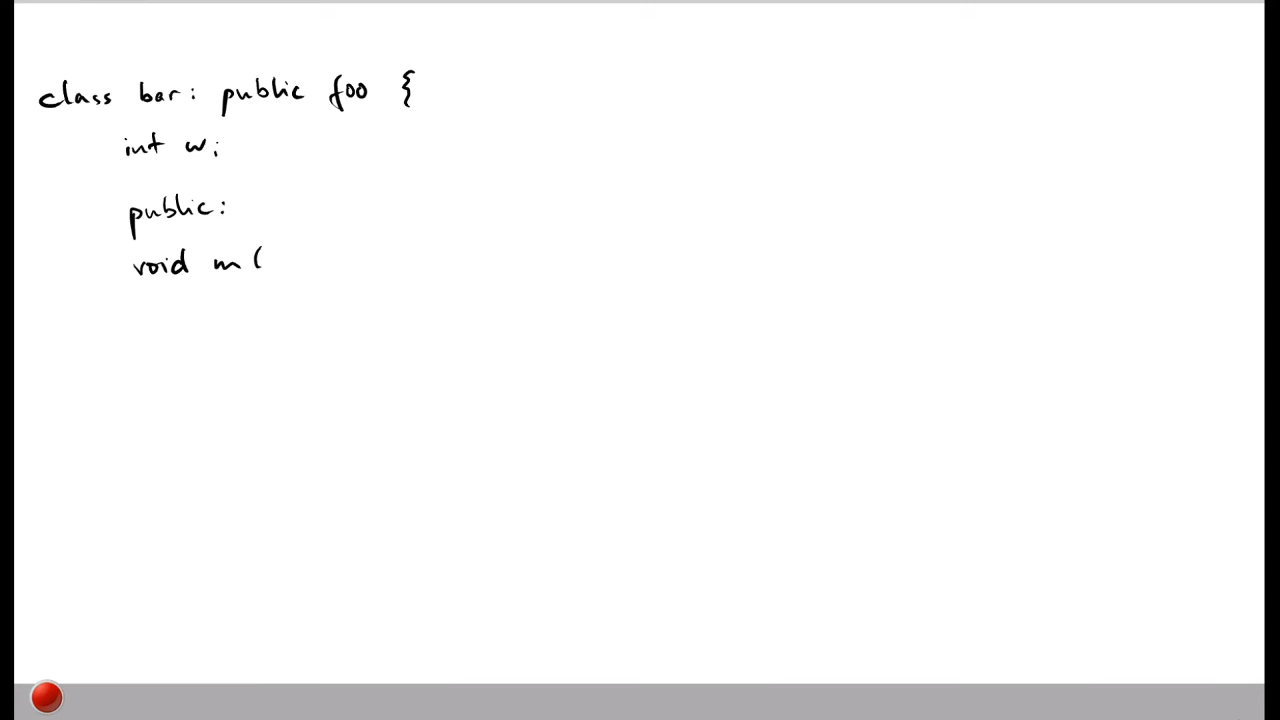 class bar: public foo {
int w;
public:
void m (